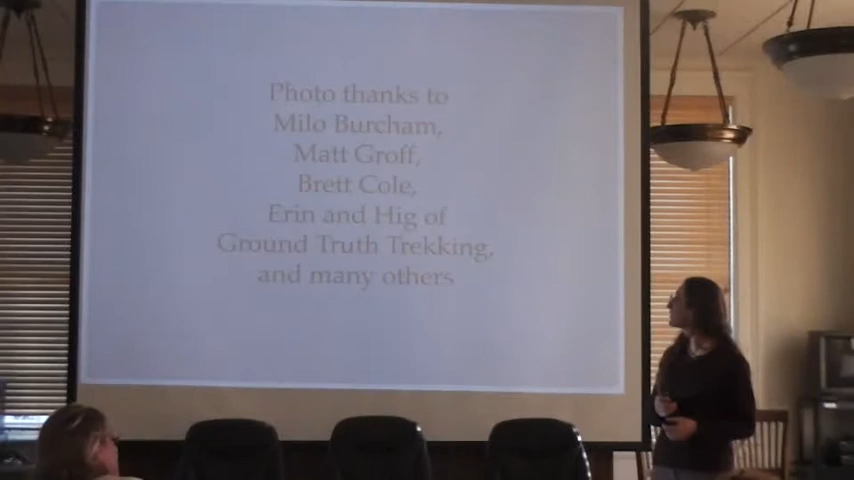 Photo thanks to
Milo Burcham,
Matt Groff,
Brett Cole,
Erin and Hig of
Ground Truth Trekking,
and many others